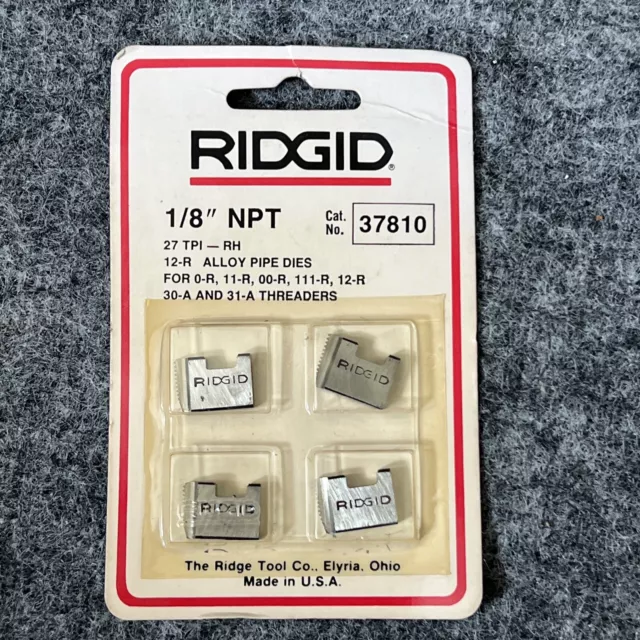 RIDGID®
1/8" NPT
Cat. No. 37810
27 TPI — RH
12-R ALLOY PIPE DIES
FOR 0-R, 11-R, 00-R, 111-R, 12-R
30-A AND 31-A THREADERS
RIDGID
RIDGID
RIDGID
RIDGID
The Ridge Tool Co., Elyria, Ohio
Made in U.S.A.